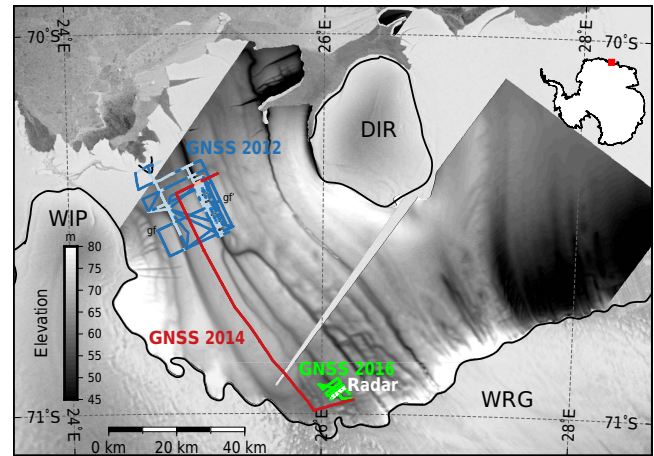 70°S
24°E
26°E
28°E
70°S
DIR
GNSS 2012
gf'
gf
WIP
m
80
75
70
65
60
55
50
45
Elevation
GNSS 2014
GNSS 2016
Radar
WRG
71°S
24°E
26°E
28°E
71°S
0 km
20 km
40 km